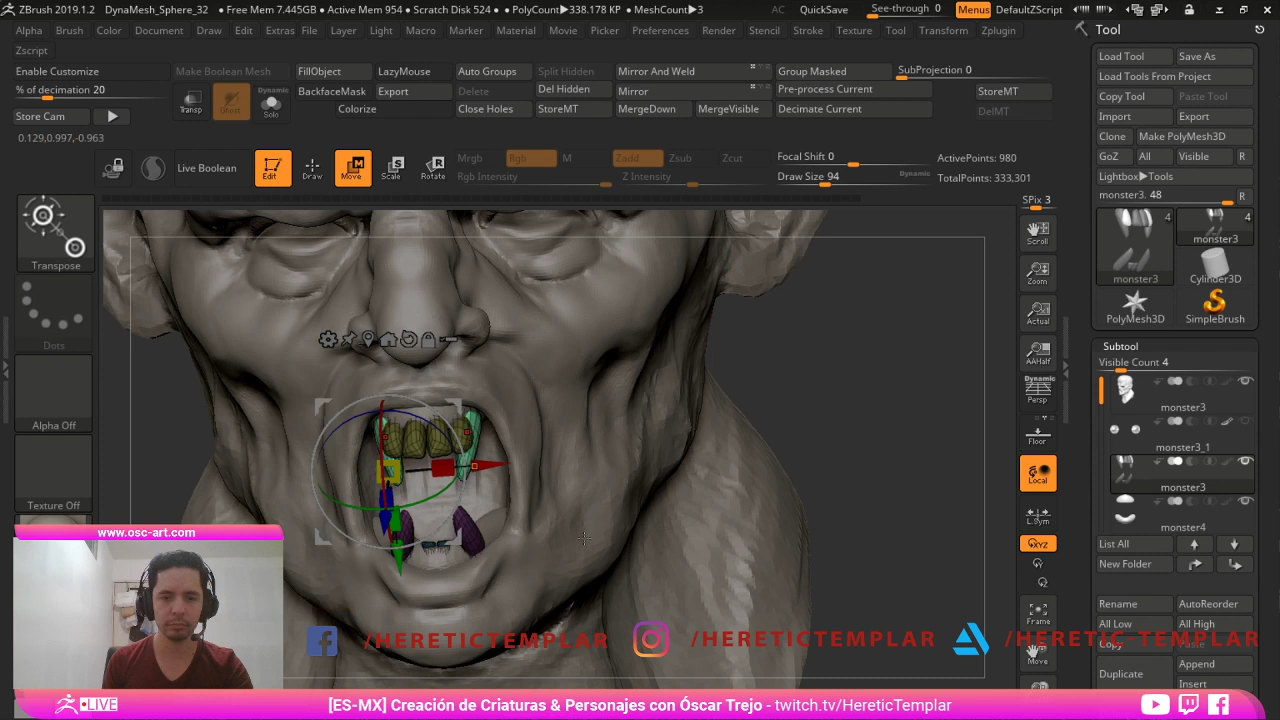 ZBrush 2019.1.2 DynaMesh_Sphere_32 • Free Mem 7.445GB • Active Mem 954 • Scratch Disk 524 • PolyCount▶338.178 KP • MeshCount▶3 AC QuickSave See-through 0 Menus DefaultZScript
Alpha Brush Color Document Draw Edit Extras File Layer Light Macro Marker Material Movie Picker Preferences Render Stencil Stroke Texture Tool Transform Zplugin
Zscript
Enable Customize Make Boolean Mesh FillObject LazyMouse Auto Groups Split Hidden Mirror And Weld Group Masked SubProjection 0
% of decimation 20 Transp Ghost Dynamic Solo BackfaceMask Export Delete Del Hidden Mirror Pre-process Current StoreMT
Store Cam Colorize Close Holes StoreMT MergeDown MergeVisible Decimate Current DelMT
0.129,0.997,-0.963
Live Boolean Edit Draw Move Scale Rotate Mrgb Rgb M Zadd Zsub Zcut Focal Shift 0 ActivePoints: 980
Rgb Intensity Z Intensity Draw Size 94 Dynamic TotalPoints: 333,301
Transpose
Dots
Alpha Off
Texture Off
SPix 3
Scroll
Zoom
Actual
AAHalf
Dynamic
Persp
Floor
Local
L.Sym
XYZ
Frame
Move
Tool
Load Tool Save As
Load Tools From Project
Copy Tool Paste Tool
Import Export
Clone Make PolyMesh3D
GoZ All Visible R
Lightbox▶Tools
monster3. 48 R
4 4
monster3
monster3 Cylinder3D
PolyMesh3D SimpleBrush
Subtool
Visible Count 4
monster3
monster3_1
monster3
monster4
List All
New Folder
Rename AutoReorder
All Low All High
Copy
Append
Duplicate
Insert
www.osc-art.com
/HERETICTEMPLAR /HERETICTEMPLAR /HERETIC-TEMPLAR
LIVE
[ES-MX] Creación de Criaturas & Personajes con Óscar Trejo - twitch.tv/HereticTemplar